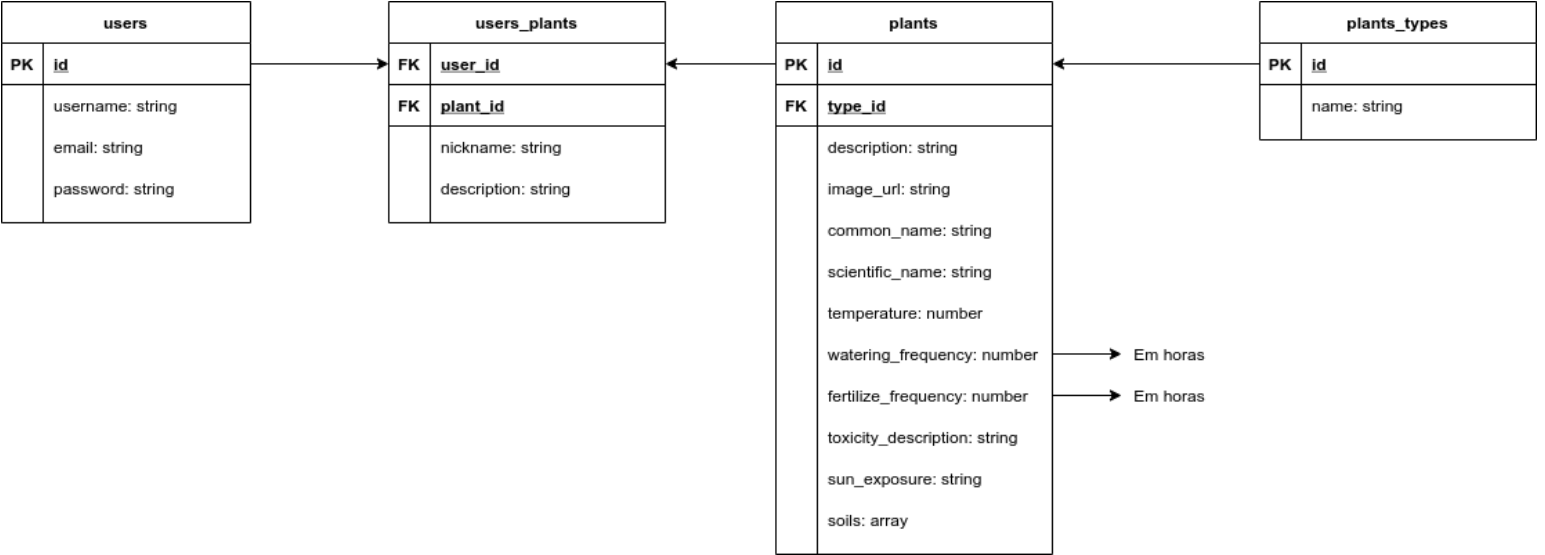 users
PK id
username: string
email: string
password: string
users_plants
FK user_id
FK plant_id
nickname: string
description: string
plants
PK id
FK type_id
description: string
image_url: string
common_name: string
scientific_name: string
temperature: number
watering_frequency: number
Em horas
fertilize_frequency: number
Em horas
toxicity_description: string
sun_exposure: string
soils: array
plants_types
PK id
name: string